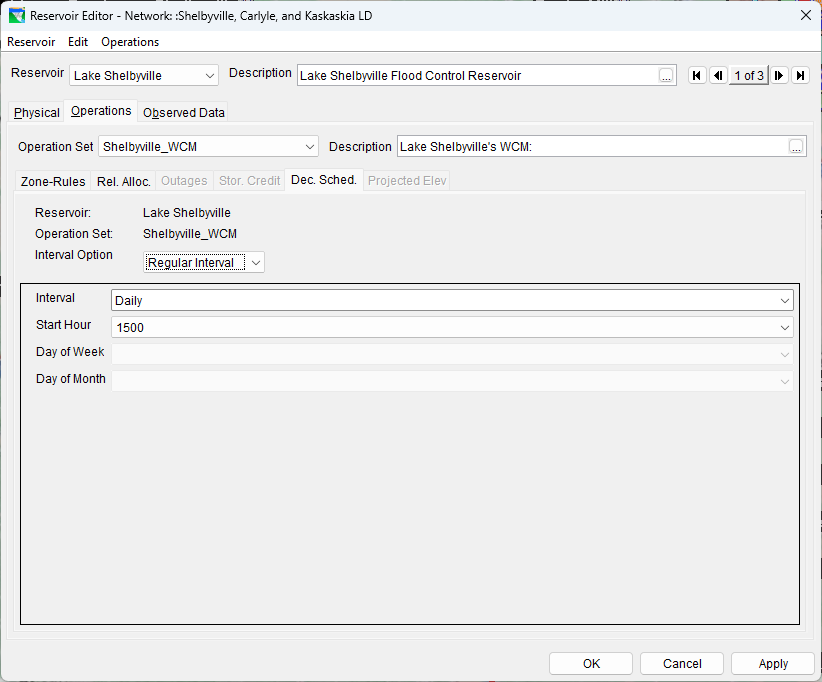 Reservoir Editor - Network: :Shelbyville, Carlyle, and Kaskaskia LD
Reservoir Edit Operations
Reservoir Lake Shelbyville Description Lake Shelbyville Flood Control Reservoir ... 1 of 3
Physical Operations Observed Data
Operation Set Shelbyville_WCM Description Lake Shelbyville's WCM: ...
Zone-Rules Rel. Alloc. Outages Stor. Credit Dec. Sched. Projected Elev
Reservoir: Lake Shelbyville
Operation Set: Shelbyville_WCM
Interval Option Regular Interval
Interval Daily
Start Hour 1500
Day of Week
Day of Month
OK Cancel Apply